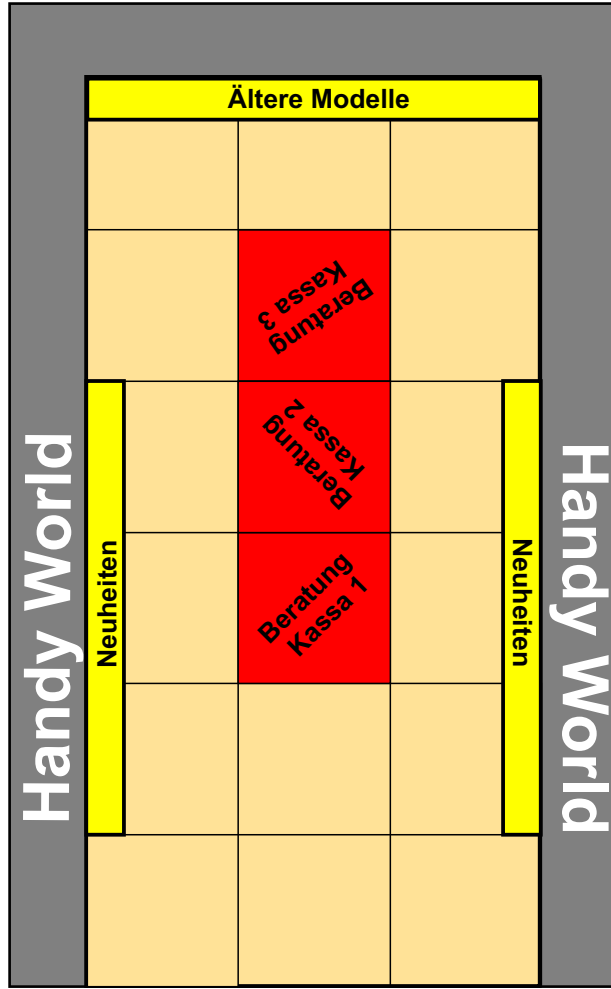 Ältere Modelle
Beratung
Kassa 3
Beratung
Kassa 2
Beratung
Kassa 1
Neuheiten
Neuheiten
Handy World
Handy World